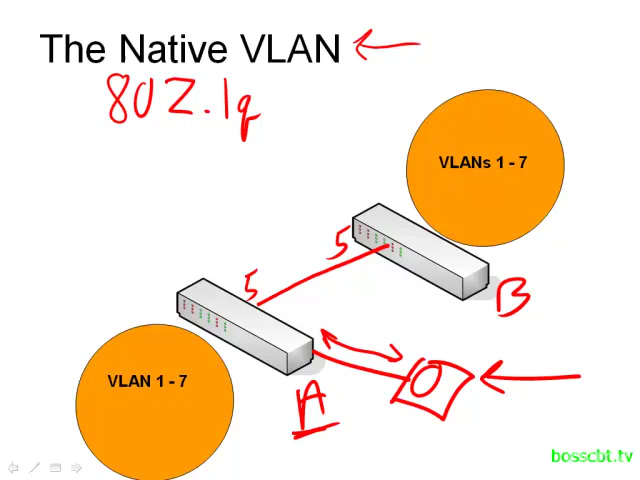 The Native VLAN
802.1q
VLANs 1 - 7
5
5
B
VLAN 1 - 7
A
bosscbt.tv